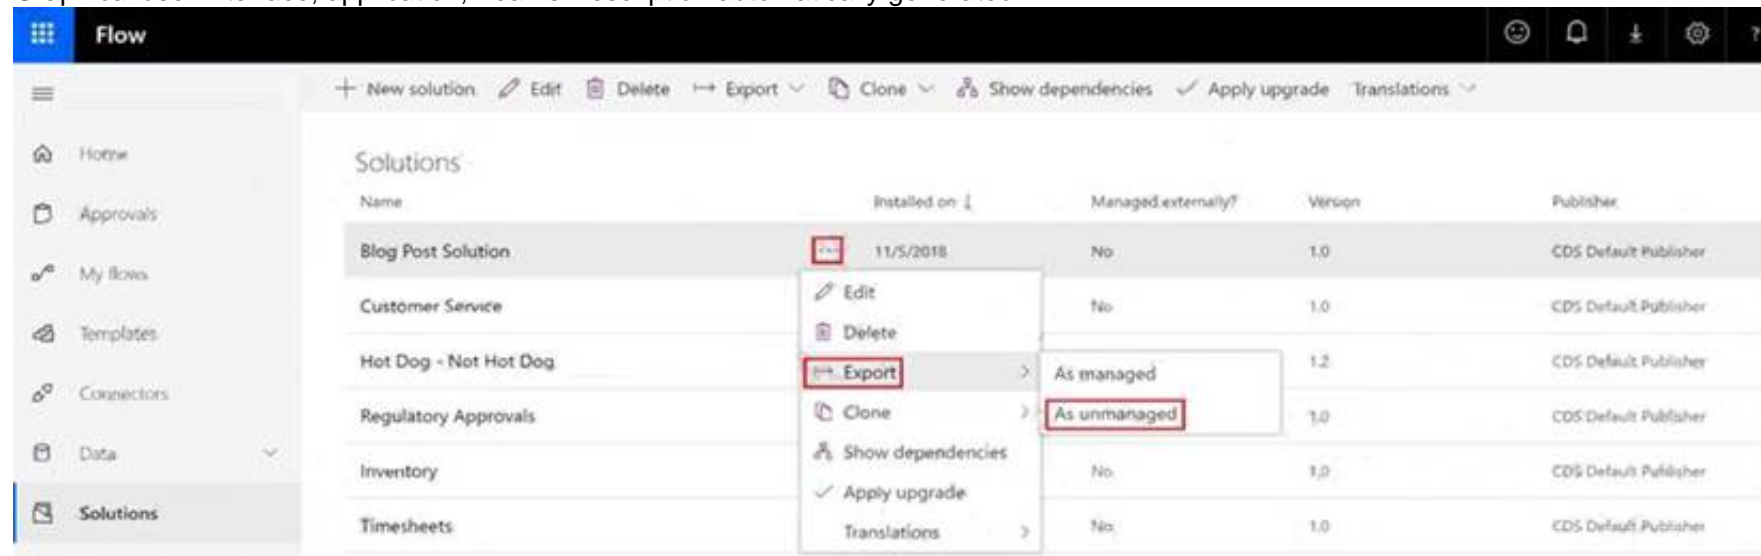 Flow
New solution Edit Delete Export Clone Show dependencies Apply upgrade Translations
Home
Approvals
My flows
Templates
Connectors
Data
Solutions
Solutions
Name Installed on Managed externally? Version Publisher
Blog Post Solution ... 11/5/2018 No 1.0 CDS Default Publisher
Customer Service No 1.0 CDS Default Publisher
Hot Dog - Not Hot Dog 1.2 CDS Default Publisher
Regulatory Approvals 1.0 CDS Default Publisher
Inventory No 1.0 CDS Default Publisher
Timesheets No 1.0 CDS Default Publisher
Edit
Delete
Export
Clone
Show dependencies
Apply upgrade
Translations
As managed
As unmanaged